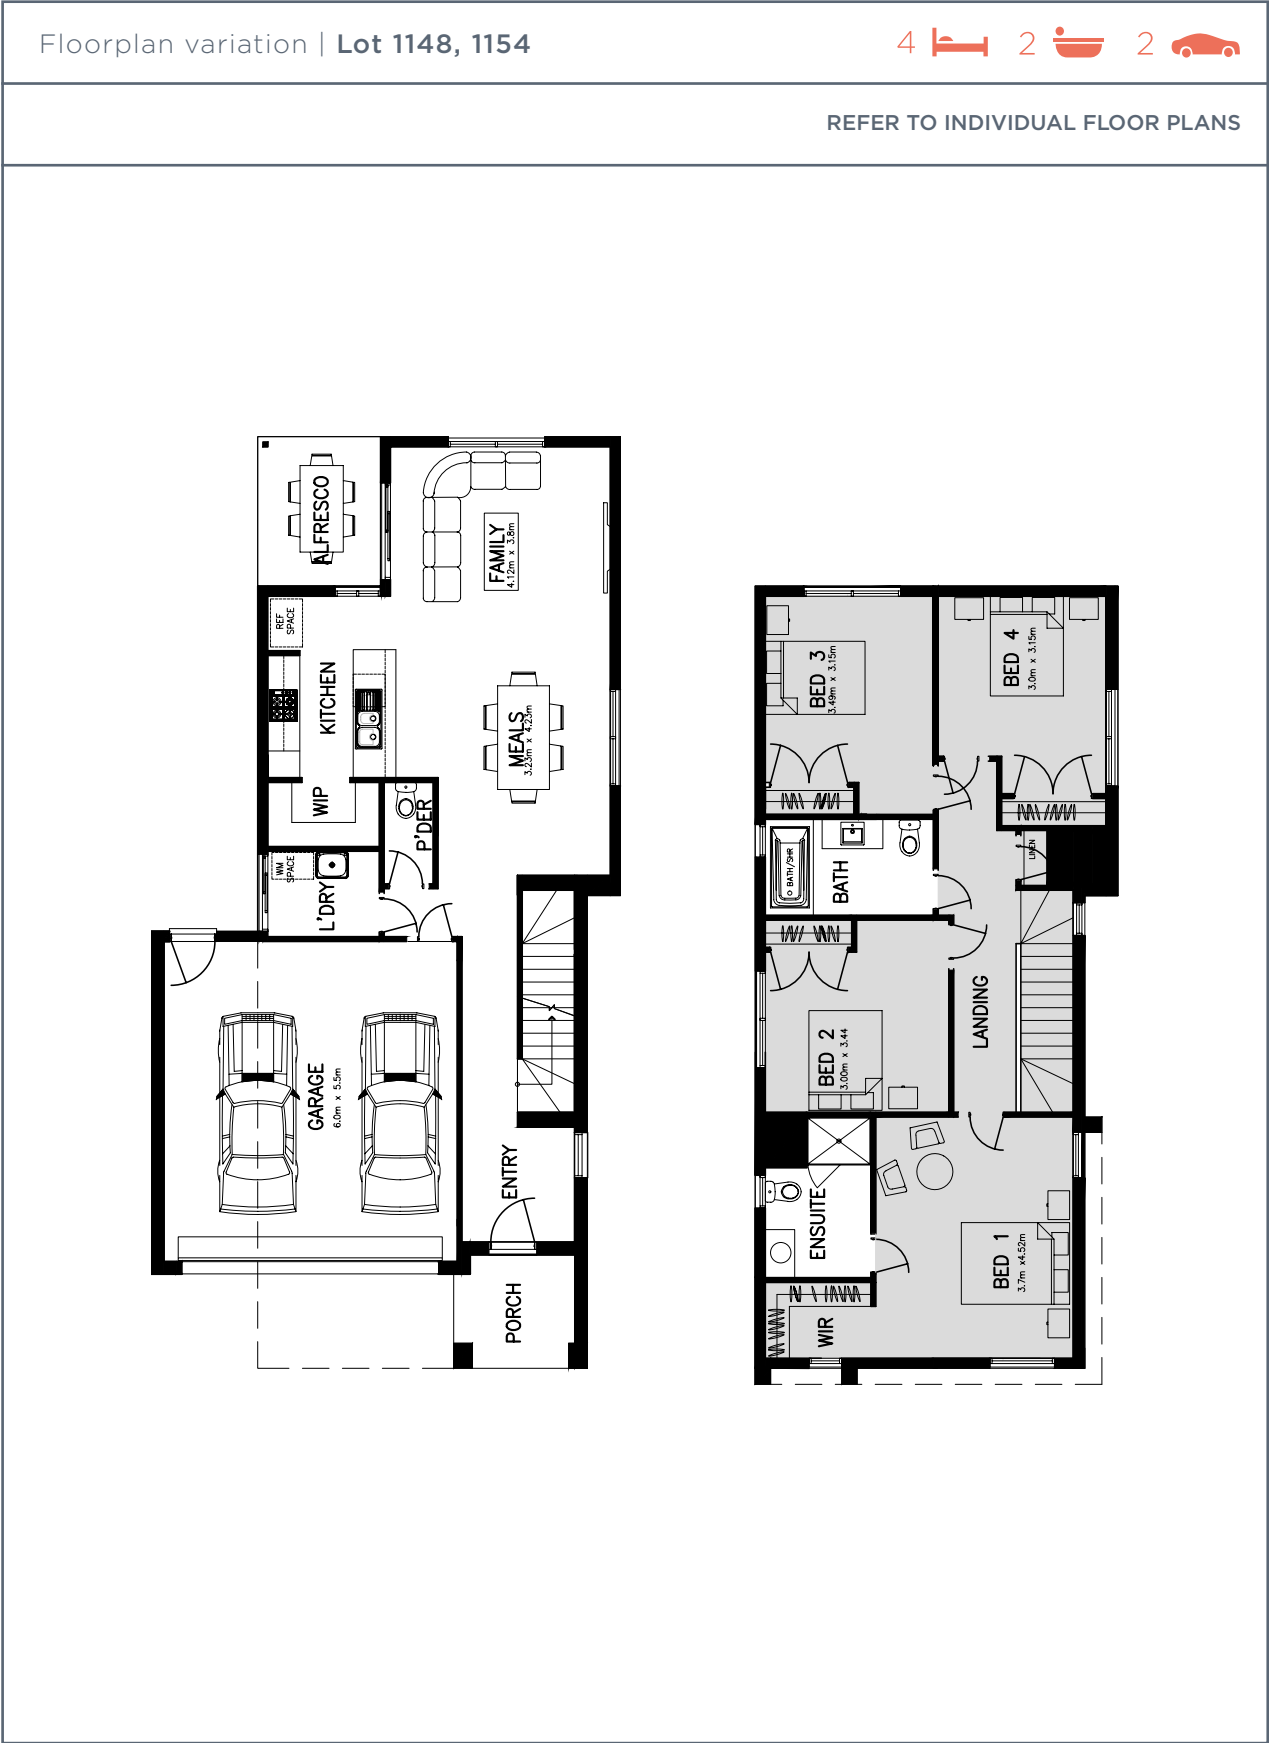 Floorplan variation | Lot 1148, 1154
4
2
2
REFER TO INDIVIDUAL FLOOR PLANS
ALFRESCO
FAMILY
4.12m x 3.8m
REF
SPACE
KITCHEN
MEALS
3.23m x 4.23m
WIP
P'DER
WM
SPACE
L'DRY
GARAGE
6.0m x 5.5m
ENTRY
PORCH
BED 3
3.49m x 3.15m
BED 4
3.0m x 3.15m
BATH/SHR
BATH
LINEN
LANDING
BED 2
3.00m x 3.44
ENSUITE
BED 1
3.7m x4.52m
WIR